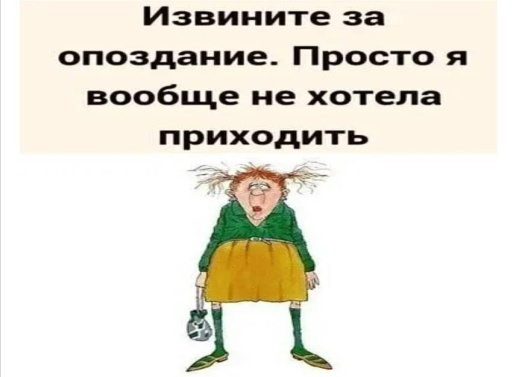 Извините за
опоздание. Просто я
вообще не хотела
приходить